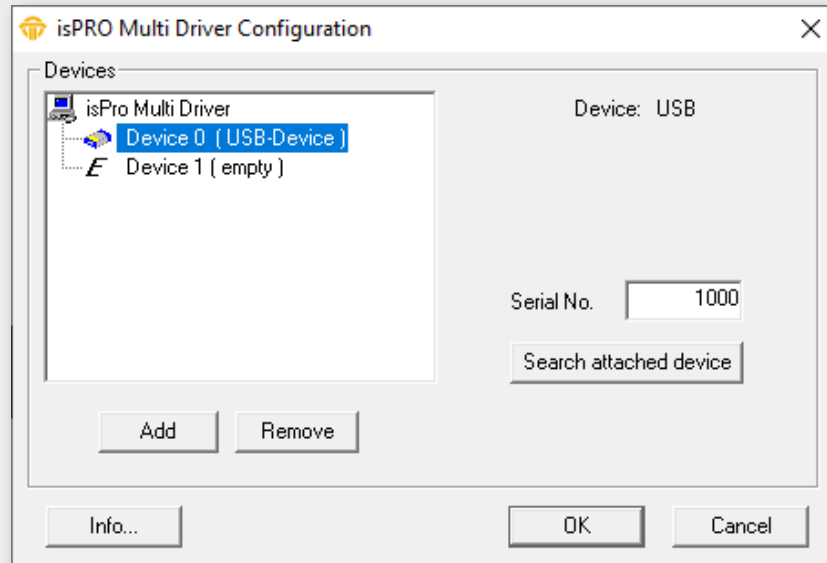 isPRO Multi Driver Configuration
Devices
isPro Multi Driver
Device 0 ( USB-Device )
E Device 1 ( empty )
Device: USB
Serial No. 1000
Search attached device
Add Remove
Info... OK Cancel